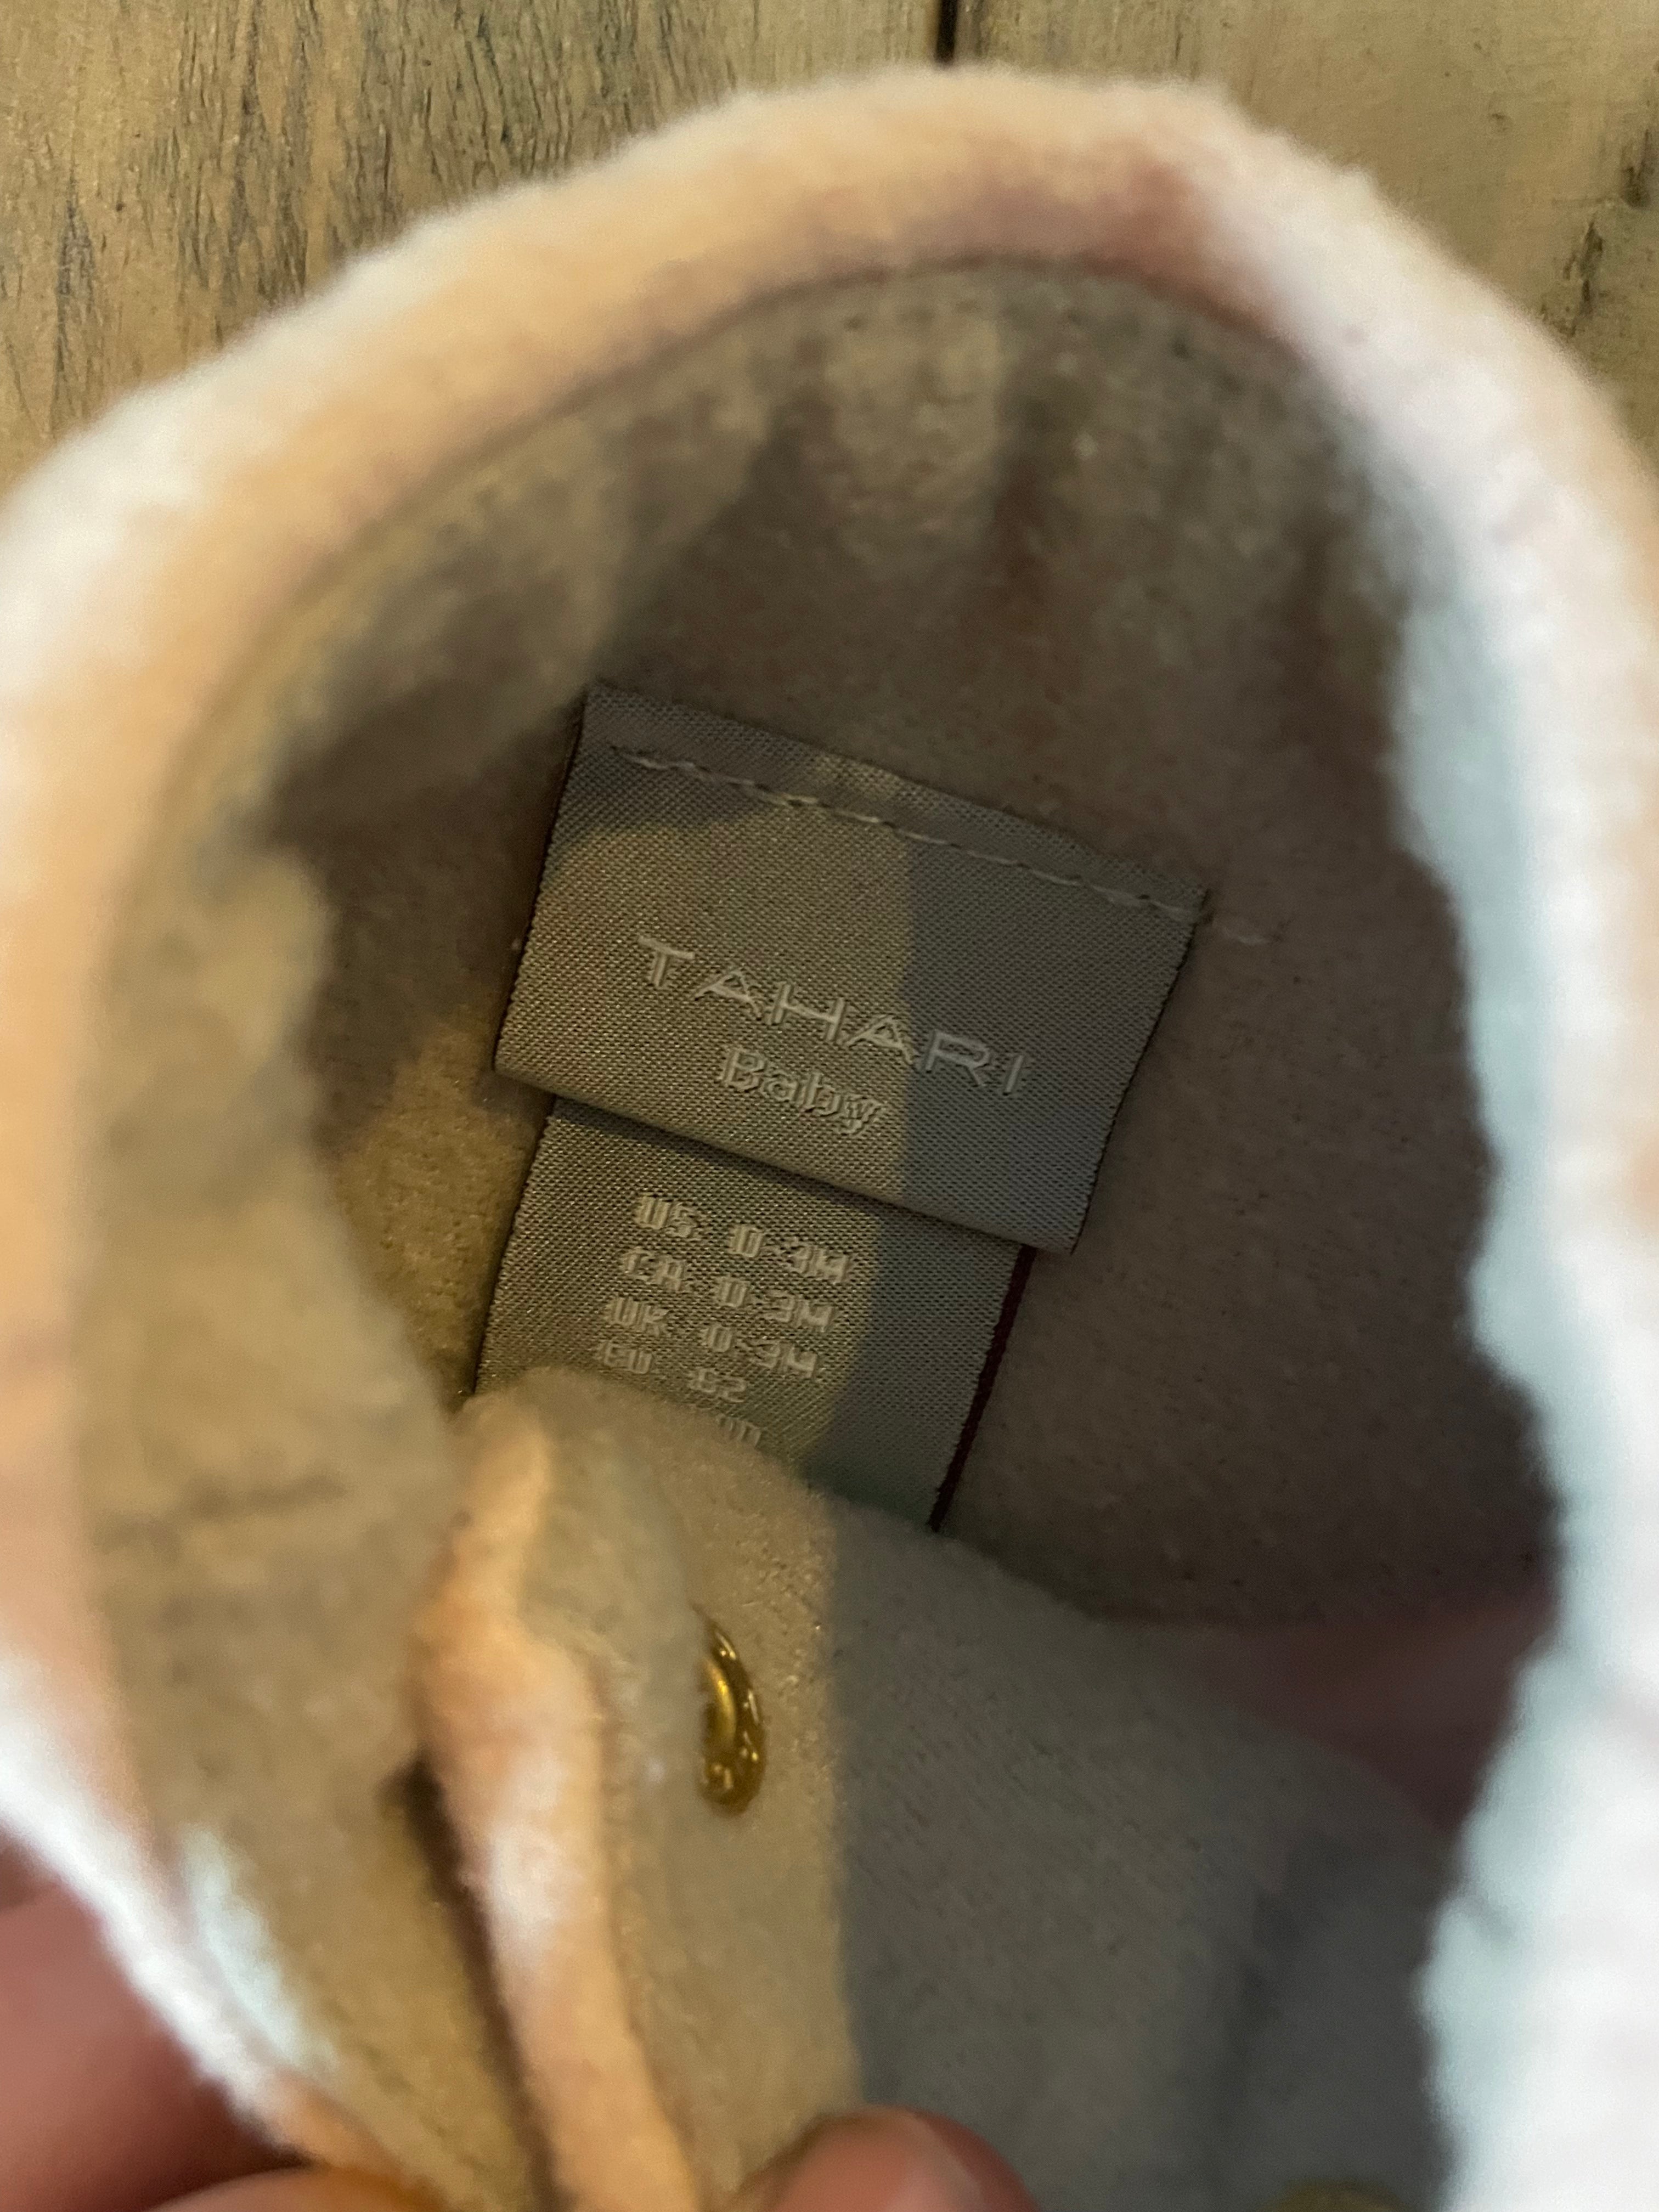 TAHARI
Baby
US: 0-3M
CA: 0-3M
UK: 0-3M
EU: 62